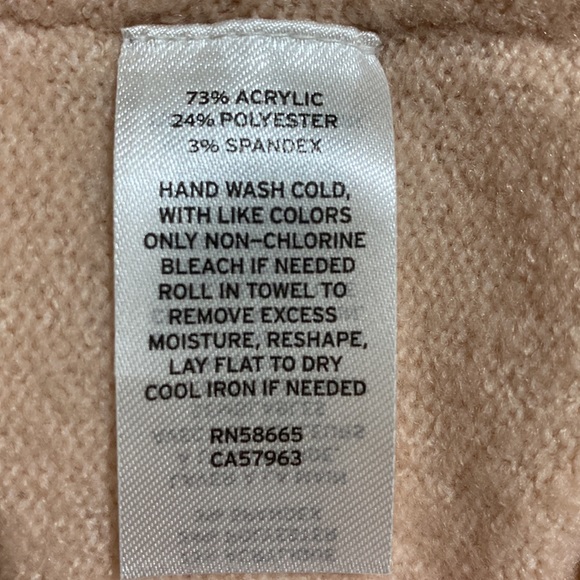 73% ACRYLIC
24% POLYESTER
3% SPANDEX
HAND WASH COLD,
WITH LIKE COLORS
ONLY NON-CHLORINE
BLEACH IF NEEDED
ROLL IN TOWEL TO
REMOVE EXCESS
MOISTURE, RESHAPE,
LAY FLAT TO DRY
COOL IRON IF NEEDED
RN58665
CA57963